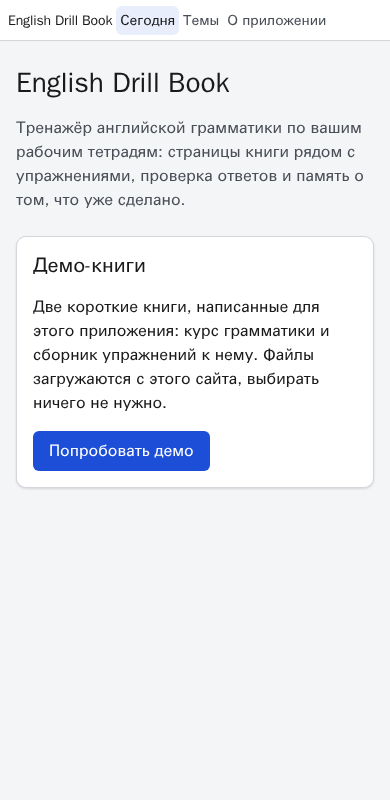 English Drill Book Сегодня Темы О приложении
English Drill Book
Тренажёр английской грамматики по вашим
рабочим тетрадям: страницы книги рядом с
упражнениями, проверка ответов и память о
том, что уже сделано.
Демо-книги
Две короткие книги, написанные для
этого приложения: курс грамматики и
сборник упражнений к нему. Файлы
загружаются с этого сайта, выбирать
ничего не нужно.
Попробовать демо